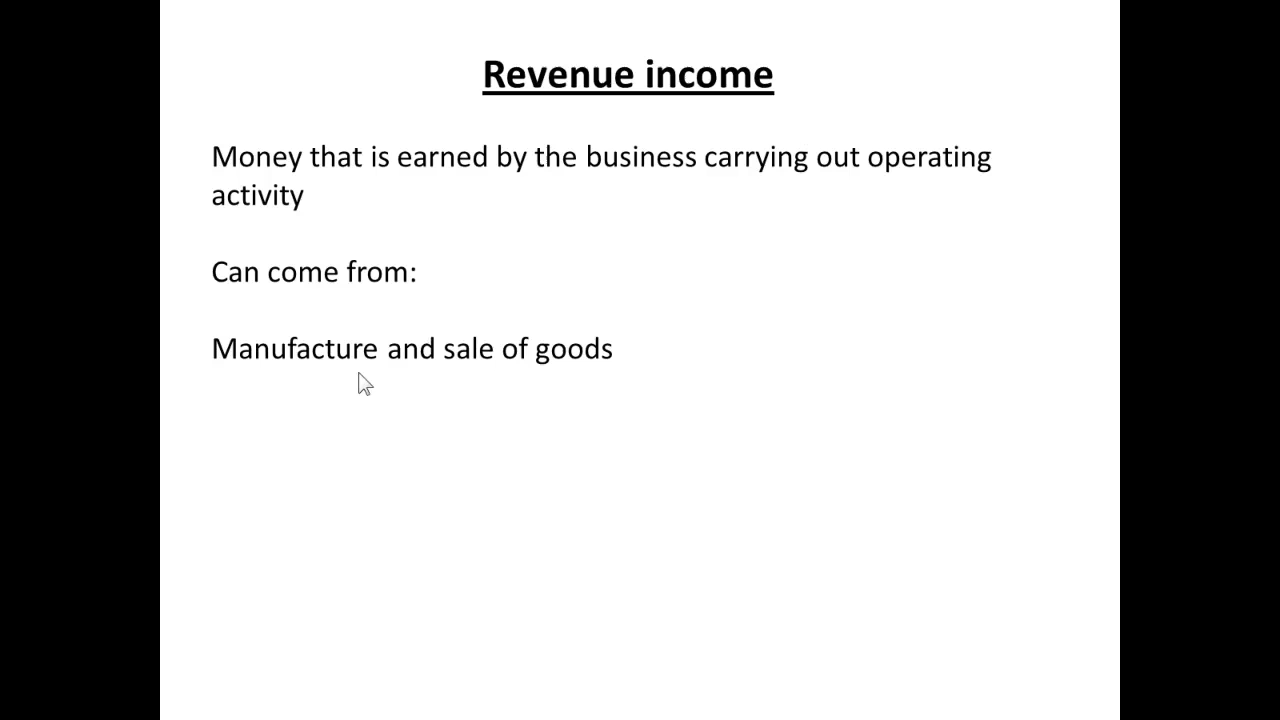 Revenue income
Money that is earned by the business carrying out operating
activity
Can come from:
Manufacture and sale of goods